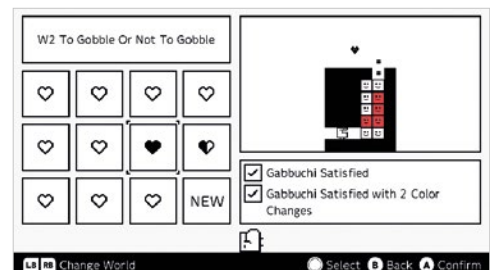 W2 To Gobble Or Not To Gobble
NEW
Gabbuchi Satisfied
Gabbuchi Satisfied with 2 Color
Changes
LB RB Change World
Select B Back A Confirm